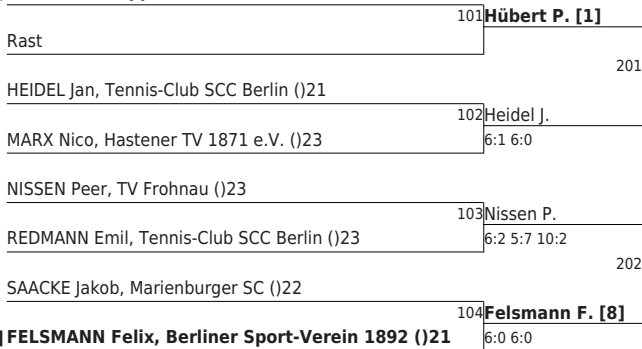 101 Hübert P. [1]
Rast
201
HEIDEL Jan, Tennis-Club SCC Berlin ()21
102 Heidel J.
MARX Nico, Hastener TV 1871 e.V. ()23 6:1 6:0
NISSEN Peer, TV Frohnau ()23
103 Nissen P.
REDMANN Emil, Tennis-Club SCC Berlin ()23 6:2 5:7 10:2
202
SAACKE Jakob, Marienburger SC ()22
104 Felsmann F. [8]
FELSMANN Felix, Berliner Sport-Verein 1892 ()21 6:0 6:0